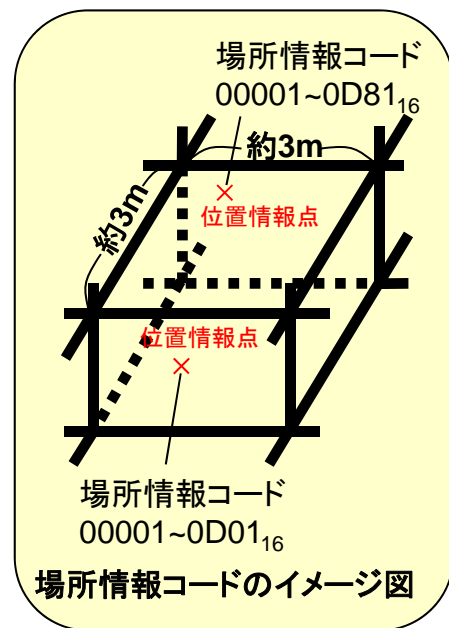 場所情報コード
00001~0D81₁₆
約3m
約3m
×
位置情報点
位置情報点
×
場所情報コード
00001~0D01₁₆
場所情報コードのイメージ図